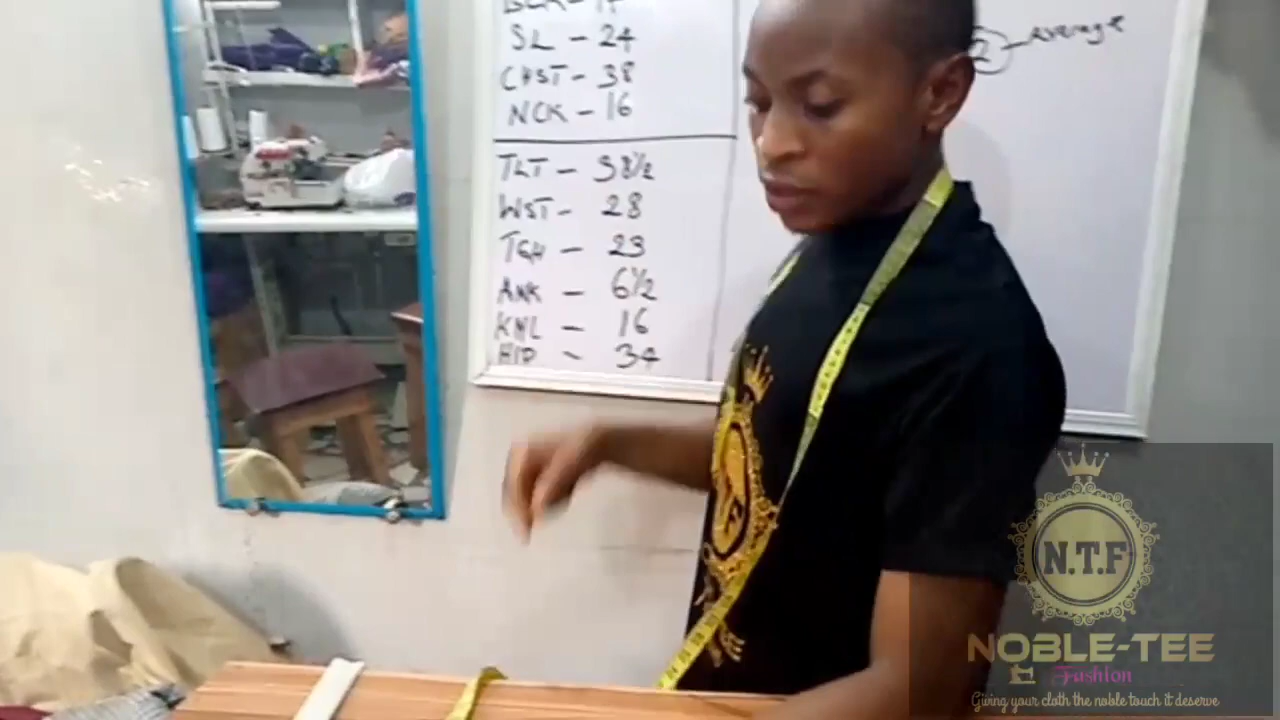 SL - 24
CHST - 38
NCK - 16
TLT - 38½
WST - 28
TGH - 23
ANK - 6½
KNL - 16
HIP - 34
2 - Average
F
N.T.F
NOBLE-TEE
Fashion
Giving your cloth the noble touch it deserve